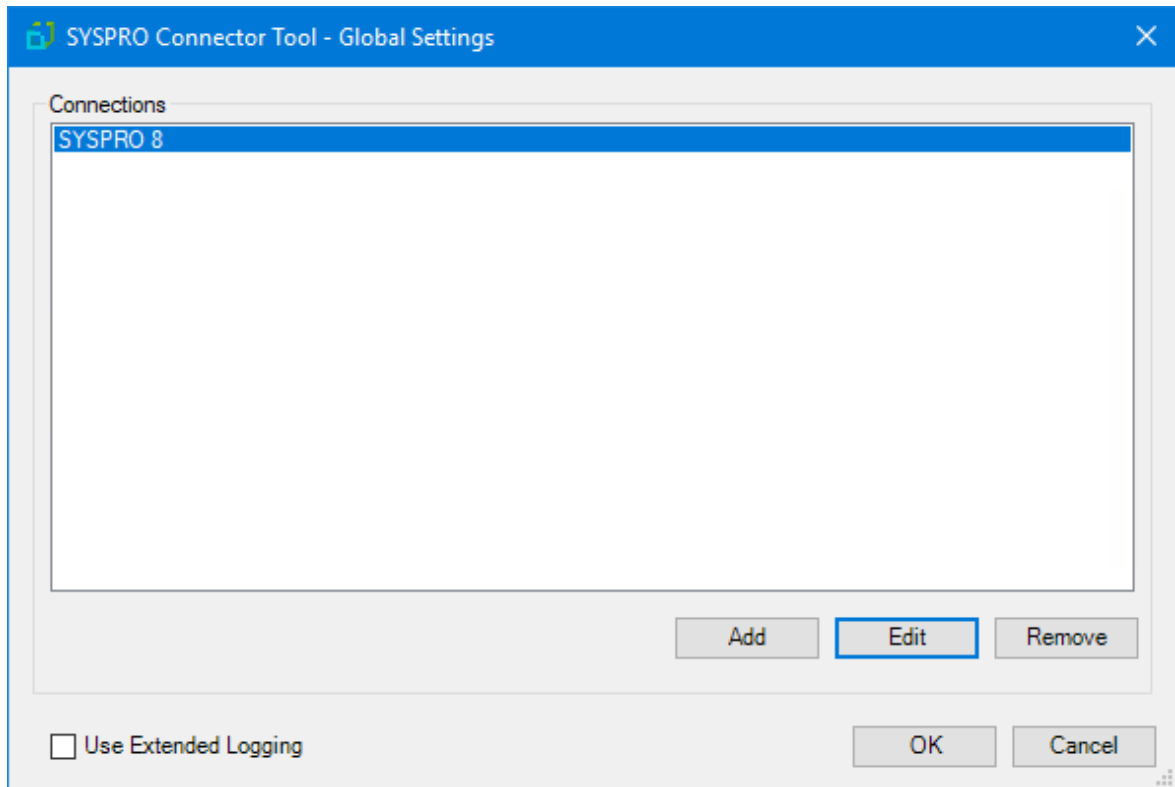 SYSPRO Connector Tool - Global Settings
Connections
SYSPRO 8
Add Edit Remove
Use Extended Logging OK Cancel